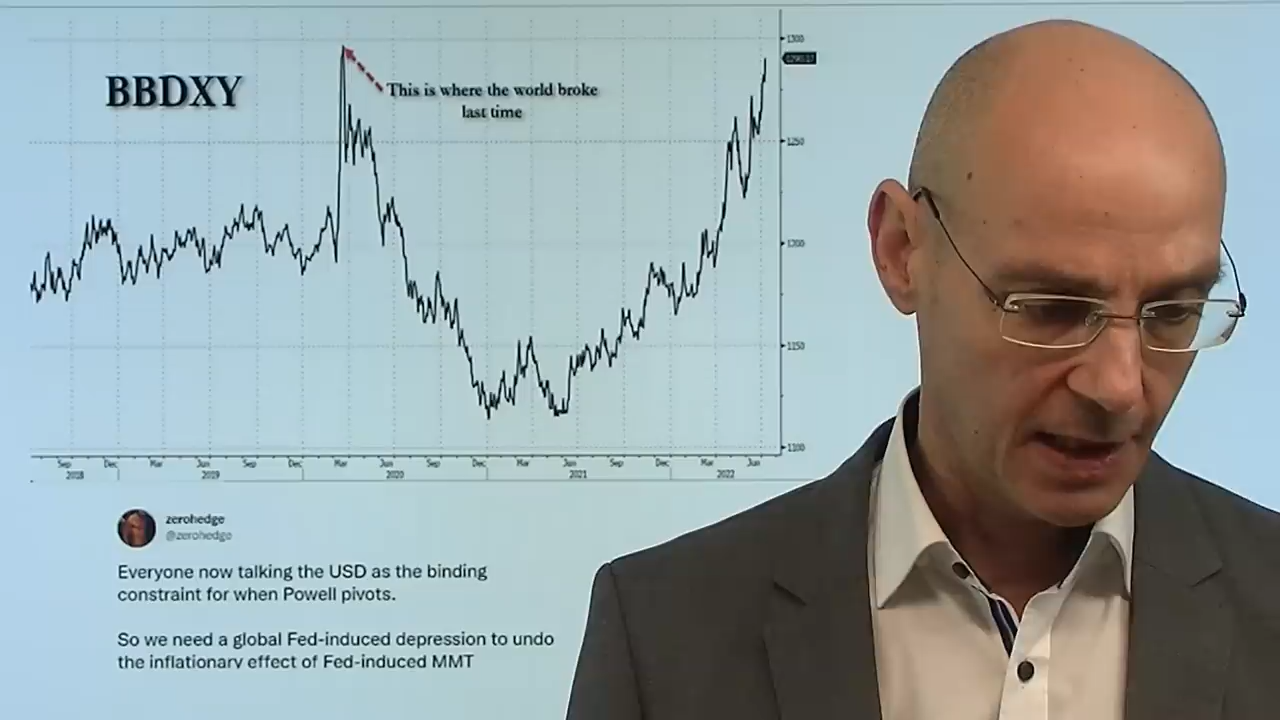 BBDXY
This is where the world broke
last time
1300
1250
1200
1150
1100
Sep Dec Mar Jun Sep Dec Mar Jun Sep Dec Mar Jun Sep Dec Mar Jun
2018 2019 2020 2021 2022
zerohedge
@zerohedge
Everyone now talking the USD as the binding
constraint for when Powell pivots.
So we need a global Fed-induced depression to undo
the inflationary effect of Fed-induced MMT